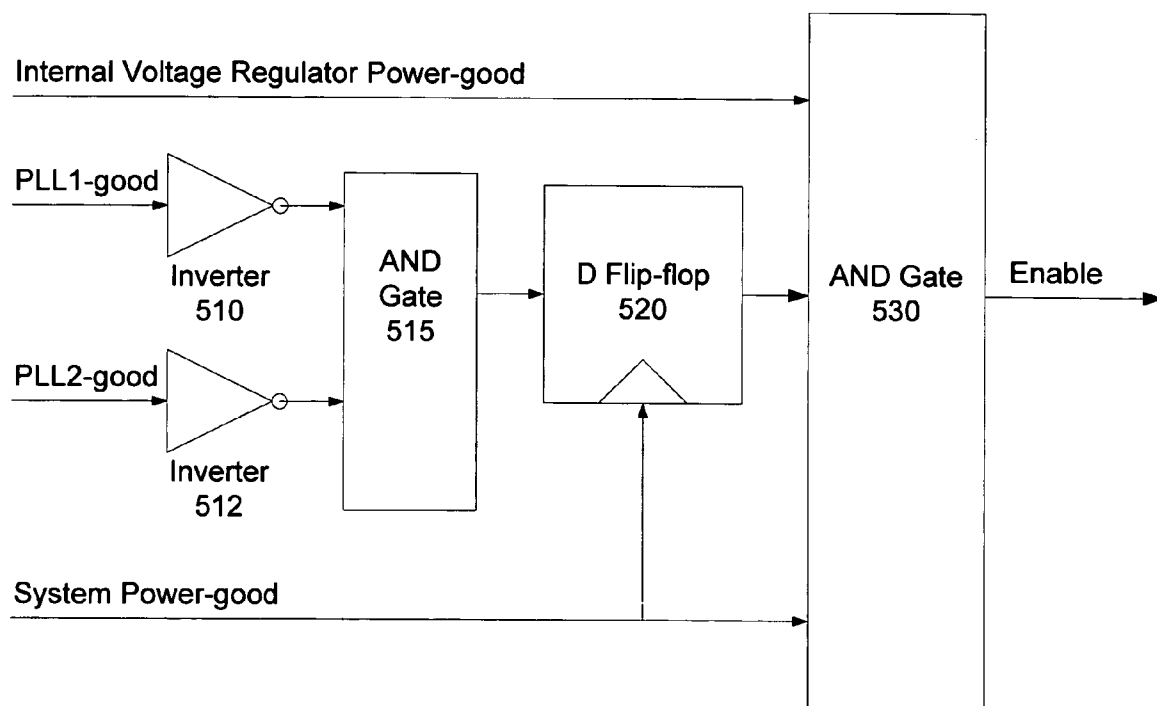 Internal Voltage Regulator Power-good
PLL1-good
Inverter
510
PLL2-good
Inverter
512
AND
Gate
515
D Flip-flop
520
AND Gate
530
Enable
System Power-good